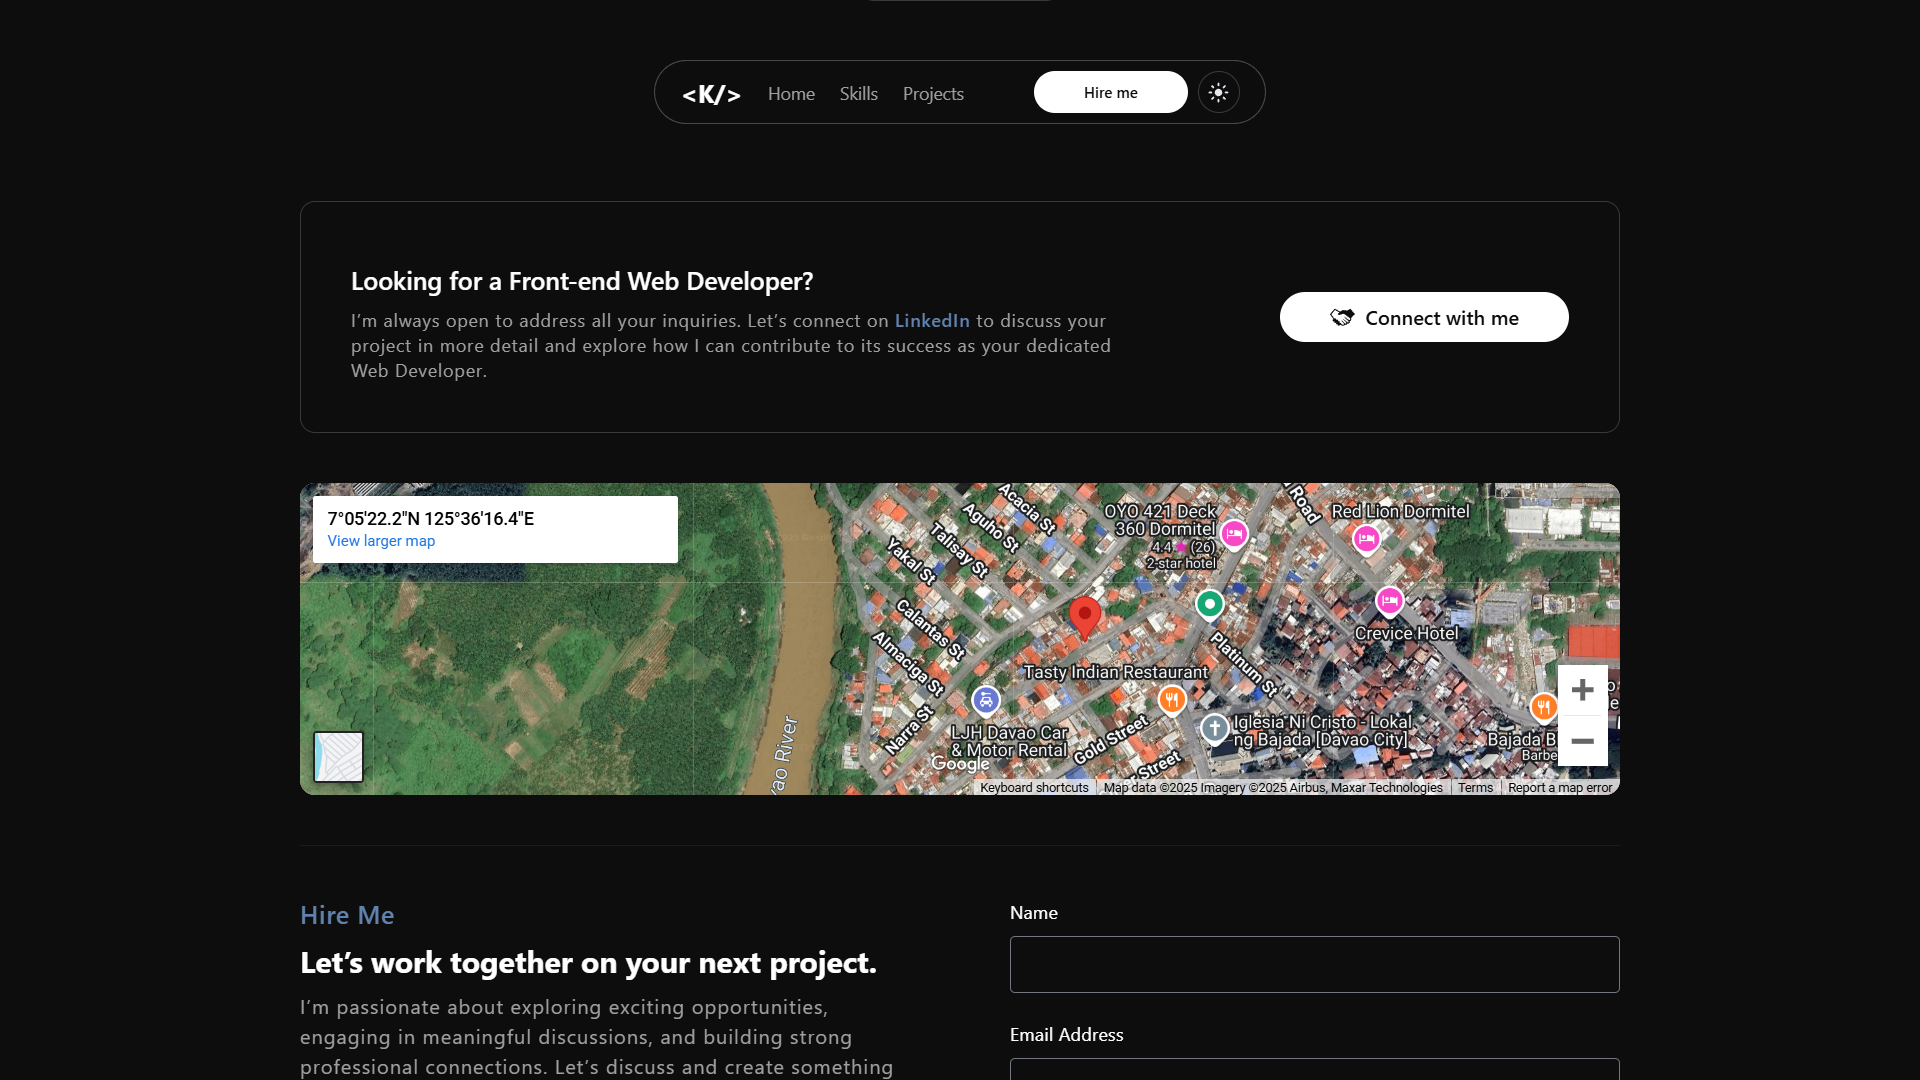 <K/>
Home
Skills
Projects
Hire me
Looking for a Front-end Web Developer?
I’m always open to address all your inquiries. Let’s connect on LinkedIn to discuss your
project in more detail and explore how I can contribute to its success as your dedicated
Web Developer.
Connect with me
7°05'22.2"N 125°36'16.4"E
View larger map
Acacia St
Aguho St
Talisay St
Yakal St
Calantas St
Almaciga St
Narra St
OYO 421 Deck
360 Dormitel
4.4 ★ (26)
2-star hotel
Road
Red Lion Dormitel
Crevice Hotel
Platinum St
Tasty Indian Restaurant
LJH Davao Car
& Motor Rental
Gold Street
Street
Iglesia Ni Cristo - Lokal
ng Bajada [Davao City]
Bajada B
Barbe
vao River
Google
Keyboard shortcuts
Map data ©2025 Imagery ©2025 Airbus, Maxar Technologies
Terms
Report a map error
Hire Me
Let’s work together on your next project.
I’m passionate about exploring exciting opportunities,
engaging in meaningful discussions, and building strong
professional connections. Let’s discuss and create something
Name
Email Address